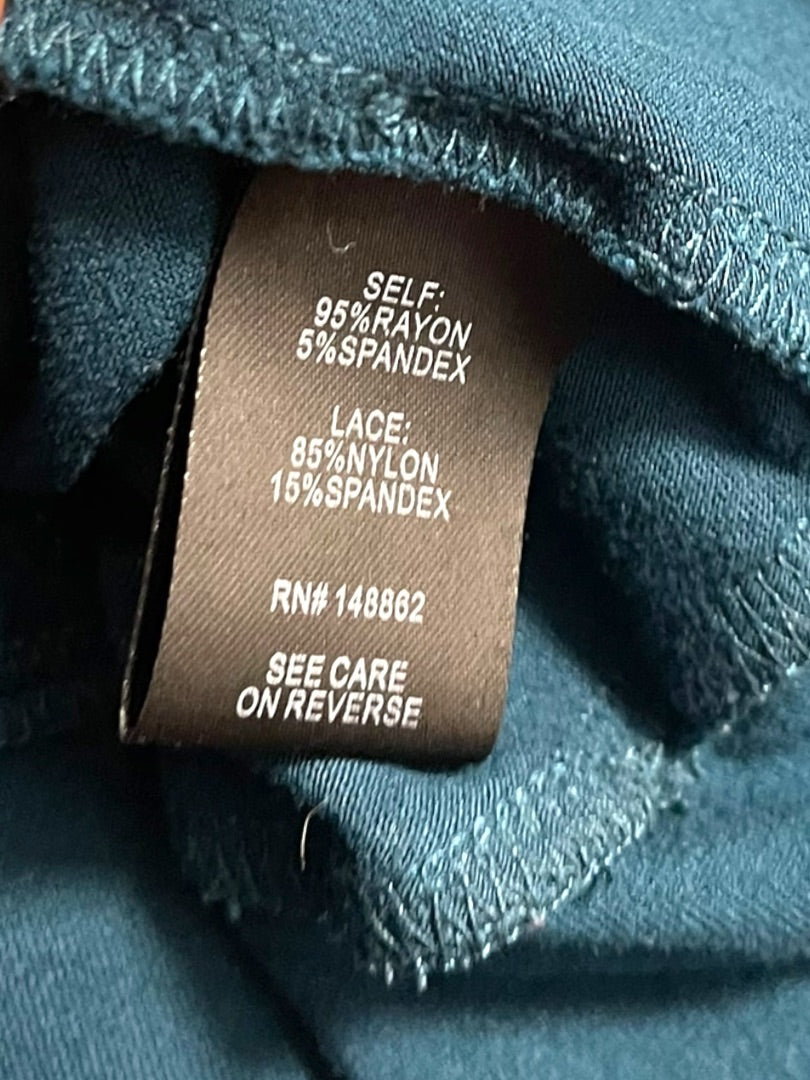 SELF:
95%RAYON
5%SPANDEX
LACE:
85%NYLON
15%SPANDEX
RN# 148862
SEE CARE
ON REVERSE